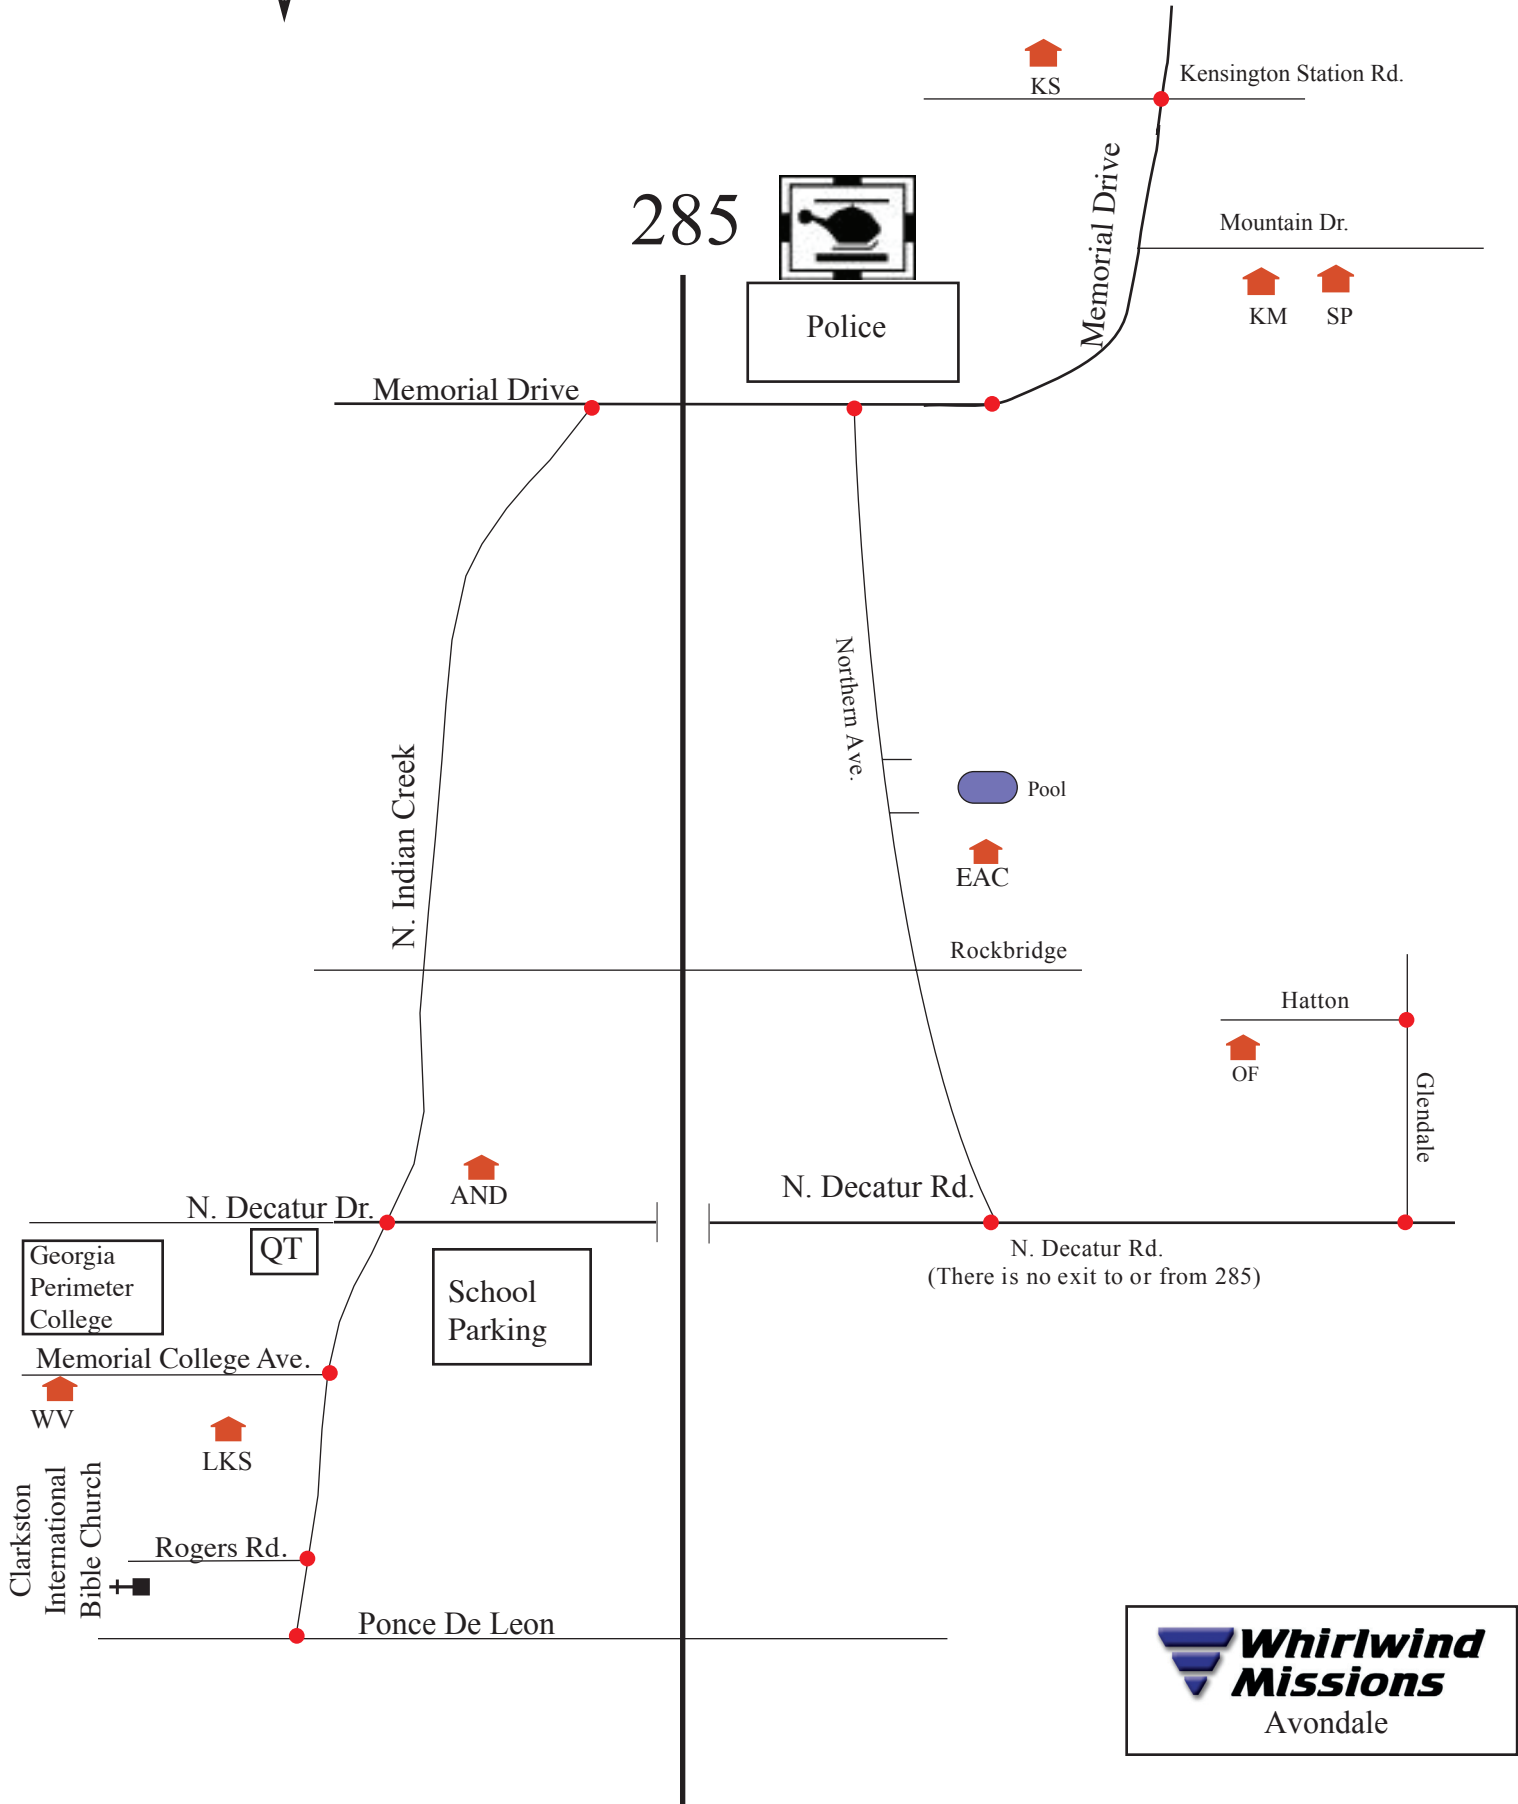 KS
Kensington Station Rd.
Memorial Drive
285
Mountain Dr.
KM
SP
Police
Memorial Drive
Northern Ave.
N. Indian Creek
Pool
EAC
Rockbridge
Hatton
OF
Glendale
AND
N. Decatur Dr.
N. Decatur Rd.
QT
N. Decatur Rd.
(There is no exit to or from 285)
Georgia
Perimeter
College
School
Parking
Memorial College Ave.
WV
LKS
Clarkston
International
Bible Church
Rogers Rd.
Ponce De Leon
Whirlwind
Missions
Avondale